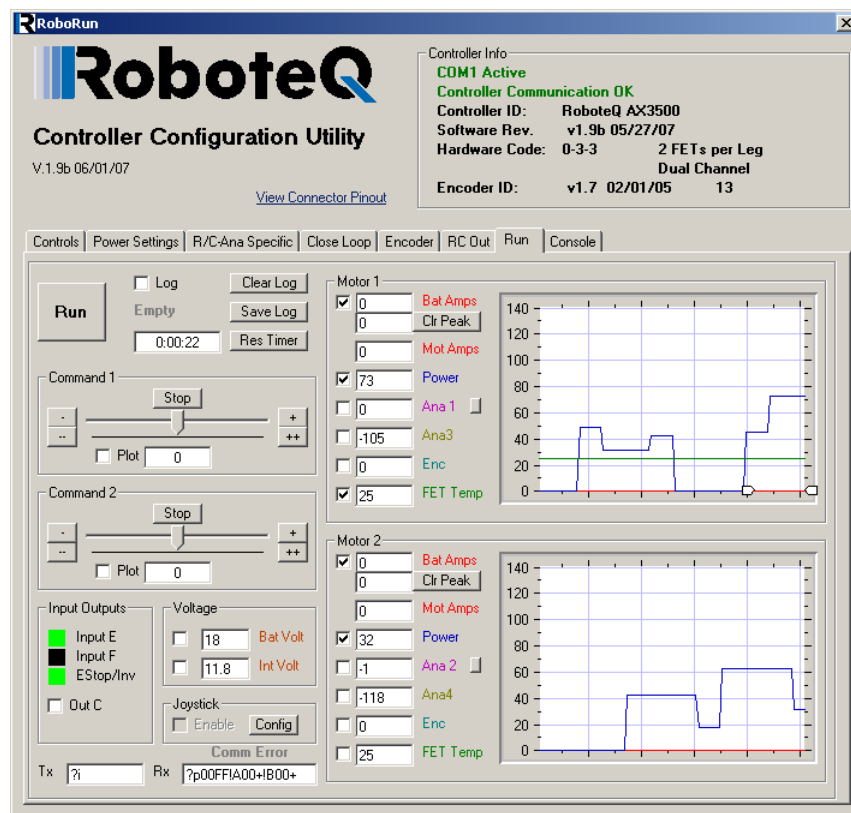 RoboRun
RoboteQ
Controller Configuration Utility
V.1.9b 06/01/07
View Connector Pinout
Controller Info
COM1 Active
Controller Communication OK
Controller ID: RoboteQ AX3500
Software Rev. v1.9b 05/27/07
Hardware Code: 0-3-3 2 FETs per Leg
Dual Channel
Encoder ID: v1.7 02/01/05 13
Controls Power Settings R/C-Ana Specific Close Loop Encoder RC Out Run Console
Run
Log
Clear Log
Empty
Save Log
0:00:22
Res Timer
Command 1
Stop
- +
-- ++
Plot 0
Command 2
Stop
- +
-- ++
Plot 0
Input Outputs
Input E
Input F
EStop/Inv
Out C
Voltage
18 Bat Volt
11.8 Int Volt
Joystick
Enable Config
Comm Error
Tx ?i Rx ?p00FF!A00+!B00+
Motor 1
0 Bat Amps
0 Clr Peak
0 Mot Amps
73 Power
0 Ana 1
-105 Ana3
0 Enc
25 FET Temp
140
120
100
80
60
40
20
0
Motor 2
0 Bat Amps
0 Clr Peak
0 Mot Amps
32 Power
-1 Ana 2
-118 Ana4
0 Enc
25 FET Temp
140
120
100
80
60
40
20
0